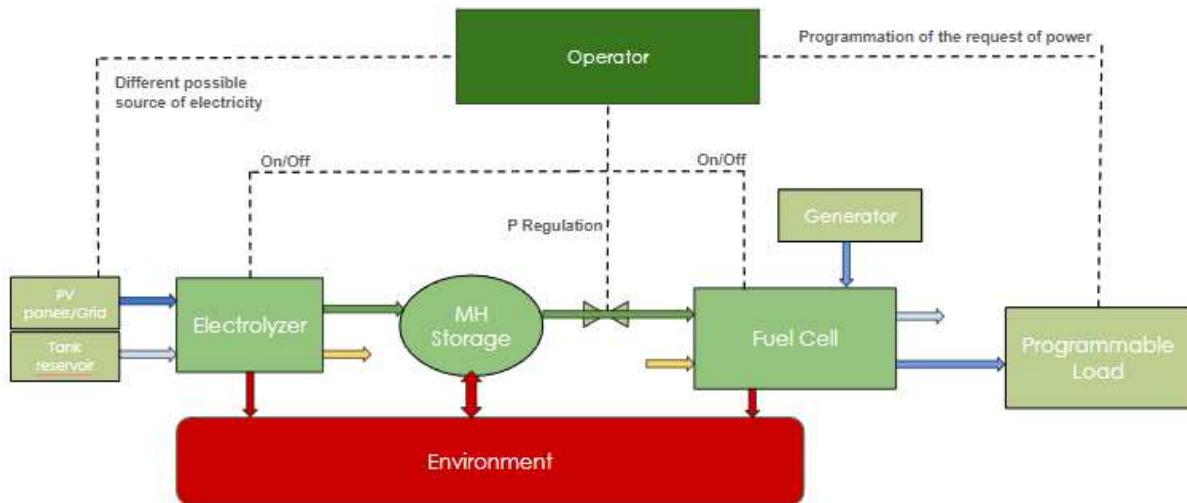 Operator
Programmation of the request of power
Different possible
source of electricity
On/Off
On/Off
Generator
P Regulation
PV
panels/Grid
Electrolyzer
MH
Storage
Fuel Cell
Programmable
Load
Tank
reservoir
Environment